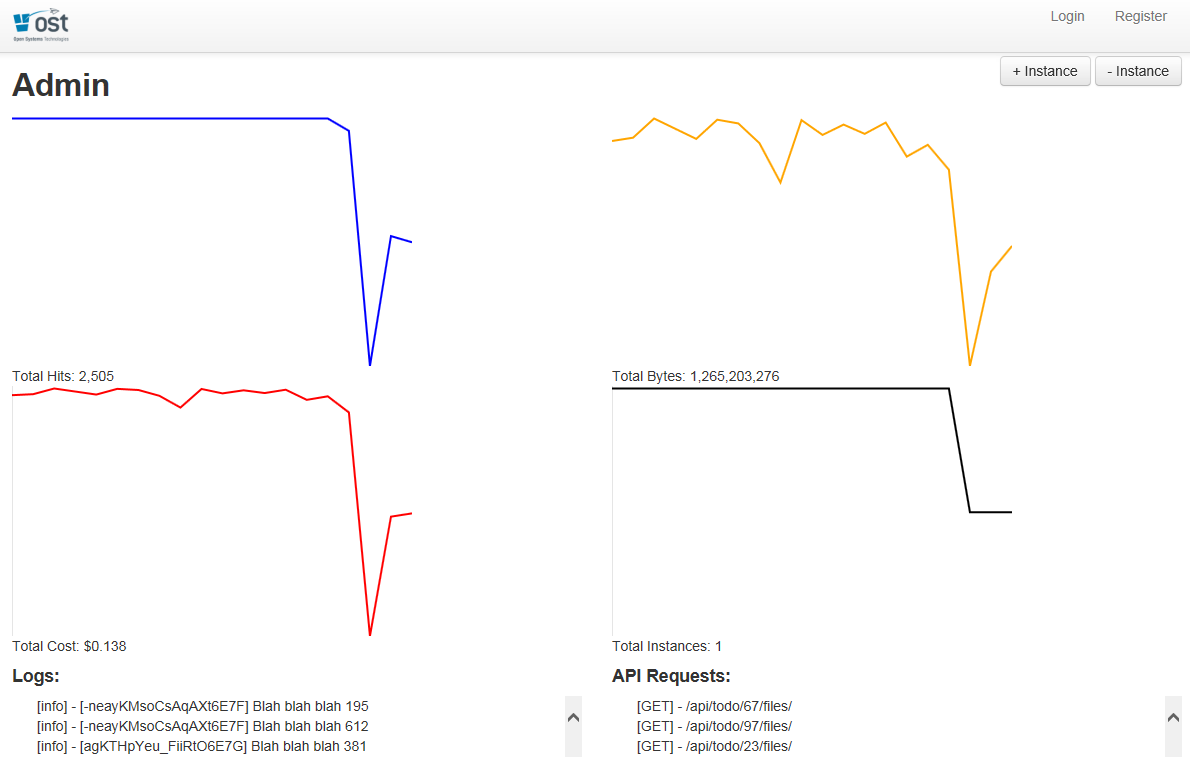 ost
Open Systems Technologies
Login
Register
+ Instance
- Instance
Admin
Total Hits: 2,505
Total Bytes: 1,265,203,276
Total Cost: $0.138
Total Instances: 1
Logs:
[info] - [-neayKMsoCsAqAXt6E7F] Blah blah blah 195
[info] - [-neayKMsoCsAqAXt6E7F] Blah blah blah 612
[info] - [agKTHpYeu_FiiRtO6E7G] Blah blah blah 381
API Requests:
[GET] - /api/todo/67/files/
[GET] - /api/todo/97/files/
[GET] - /api/todo/23/files/